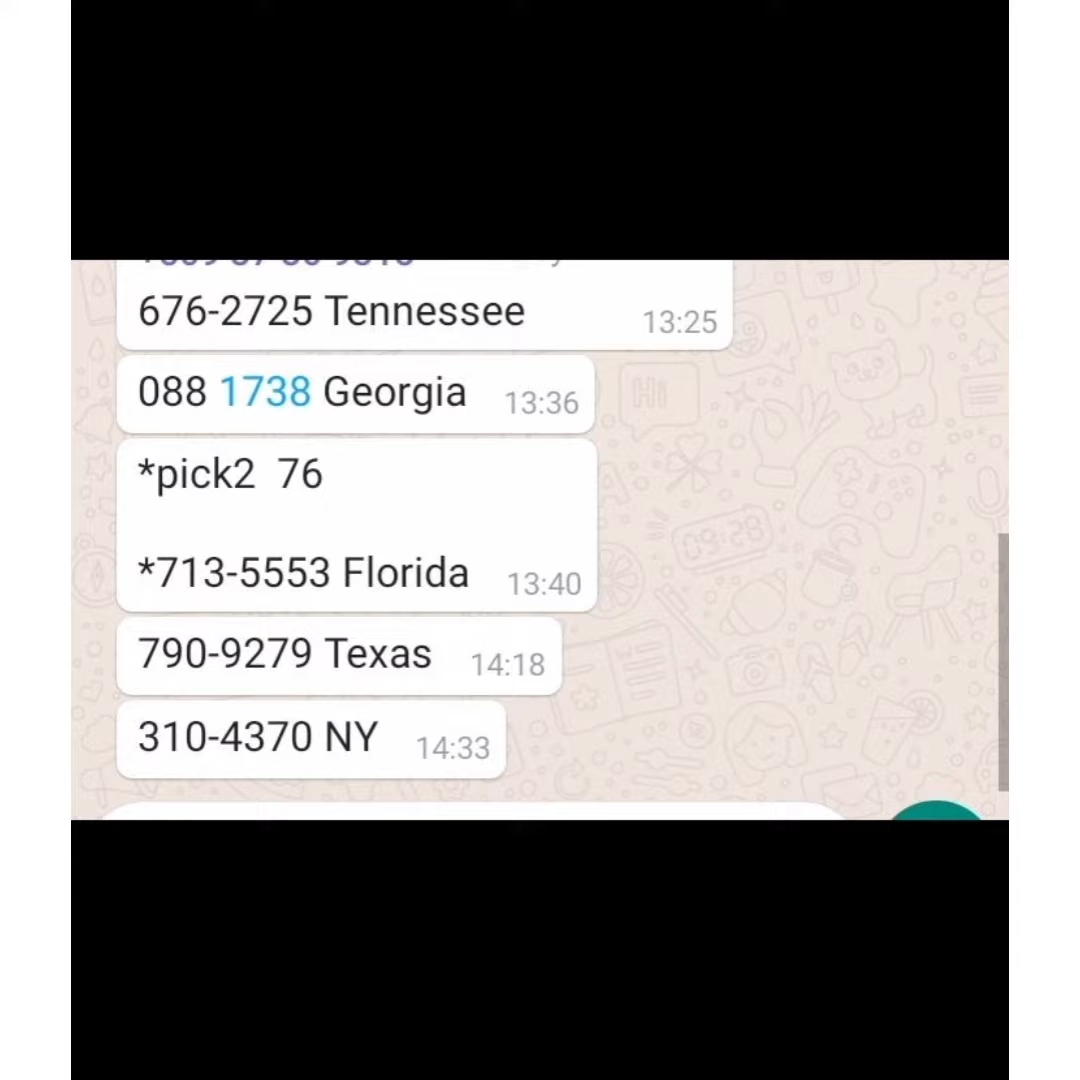 676-2725 Tennessee 13:25
088 1738 Georgia 13:36
*pick2 76
*713-5553 Florida 13:40
790-9279 Texas 14:18
310-4370 NY 14:33